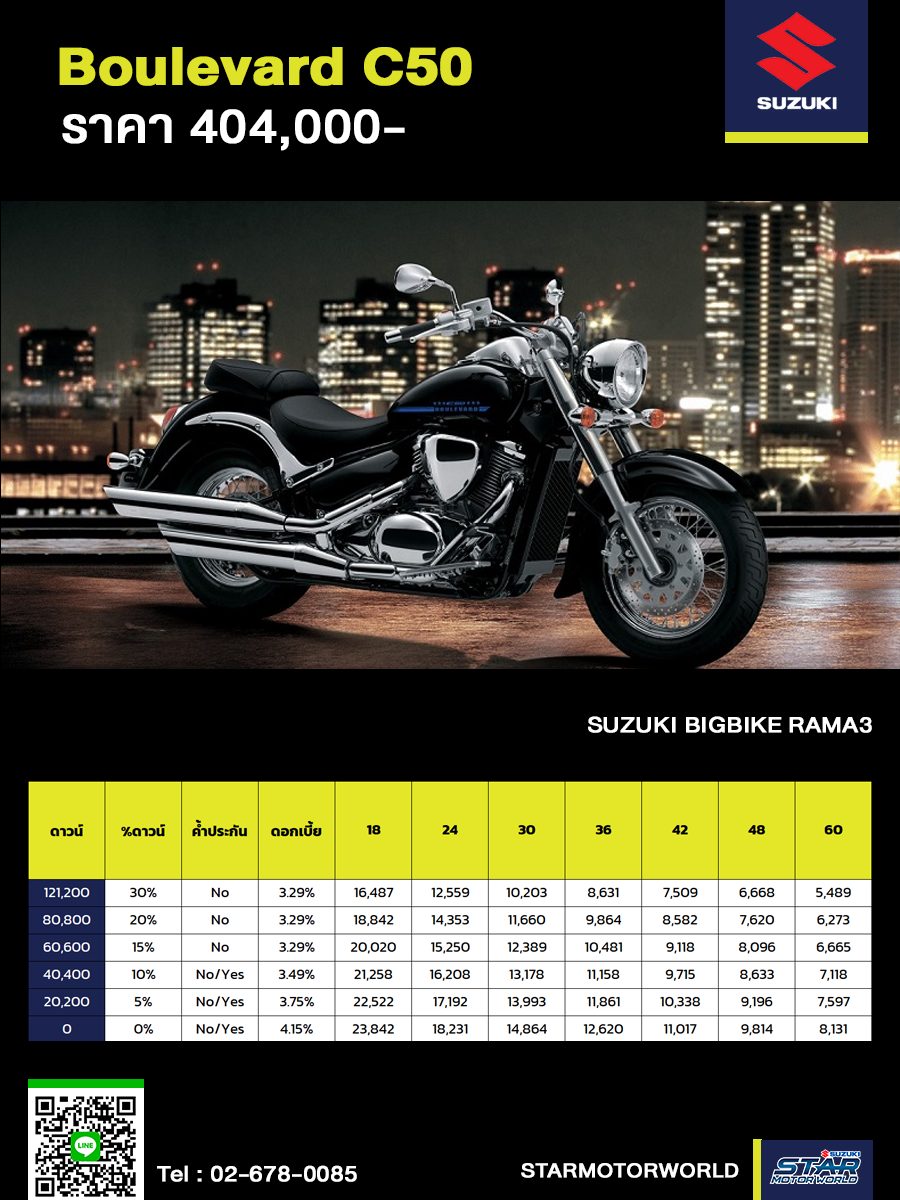 Boulevard C50
ราคา 404,000-
SUZUKI
BOULEVARD
SUZUKI BIGBIKE RAMA3
ดาวน์ %ดาวน์ ค้ำประกัน ดอกเบี้ย 18 24 30 36 42 48 60
121,200 30% No 3.29% 16,487 12,559 10,203 8,631 7,509 6,668 5,489
80,800 20% No 3.29% 18,842 14,353 11,660 9,864 8,582 7,620 6,273
60,600 15% No 3.29% 20,020 15,250 12,389 10,481 9,118 8,096 6,665
40,400 10% No/Yes 3.49% 21,258 16,208 13,178 11,158 9,715 8,633 7,118
20,200 5% No/Yes 3.75% 22,522 17,192 13,993 11,861 10,338 9,196 7,597
0 0% No/Yes 4.15% 23,842 18,231 14,864 12,620 11,017 9,814 8,131
LINE
Tel : 02-678-0085
STARMOTORWORLD
SUZUKI
STAR
MOTOR WORLD